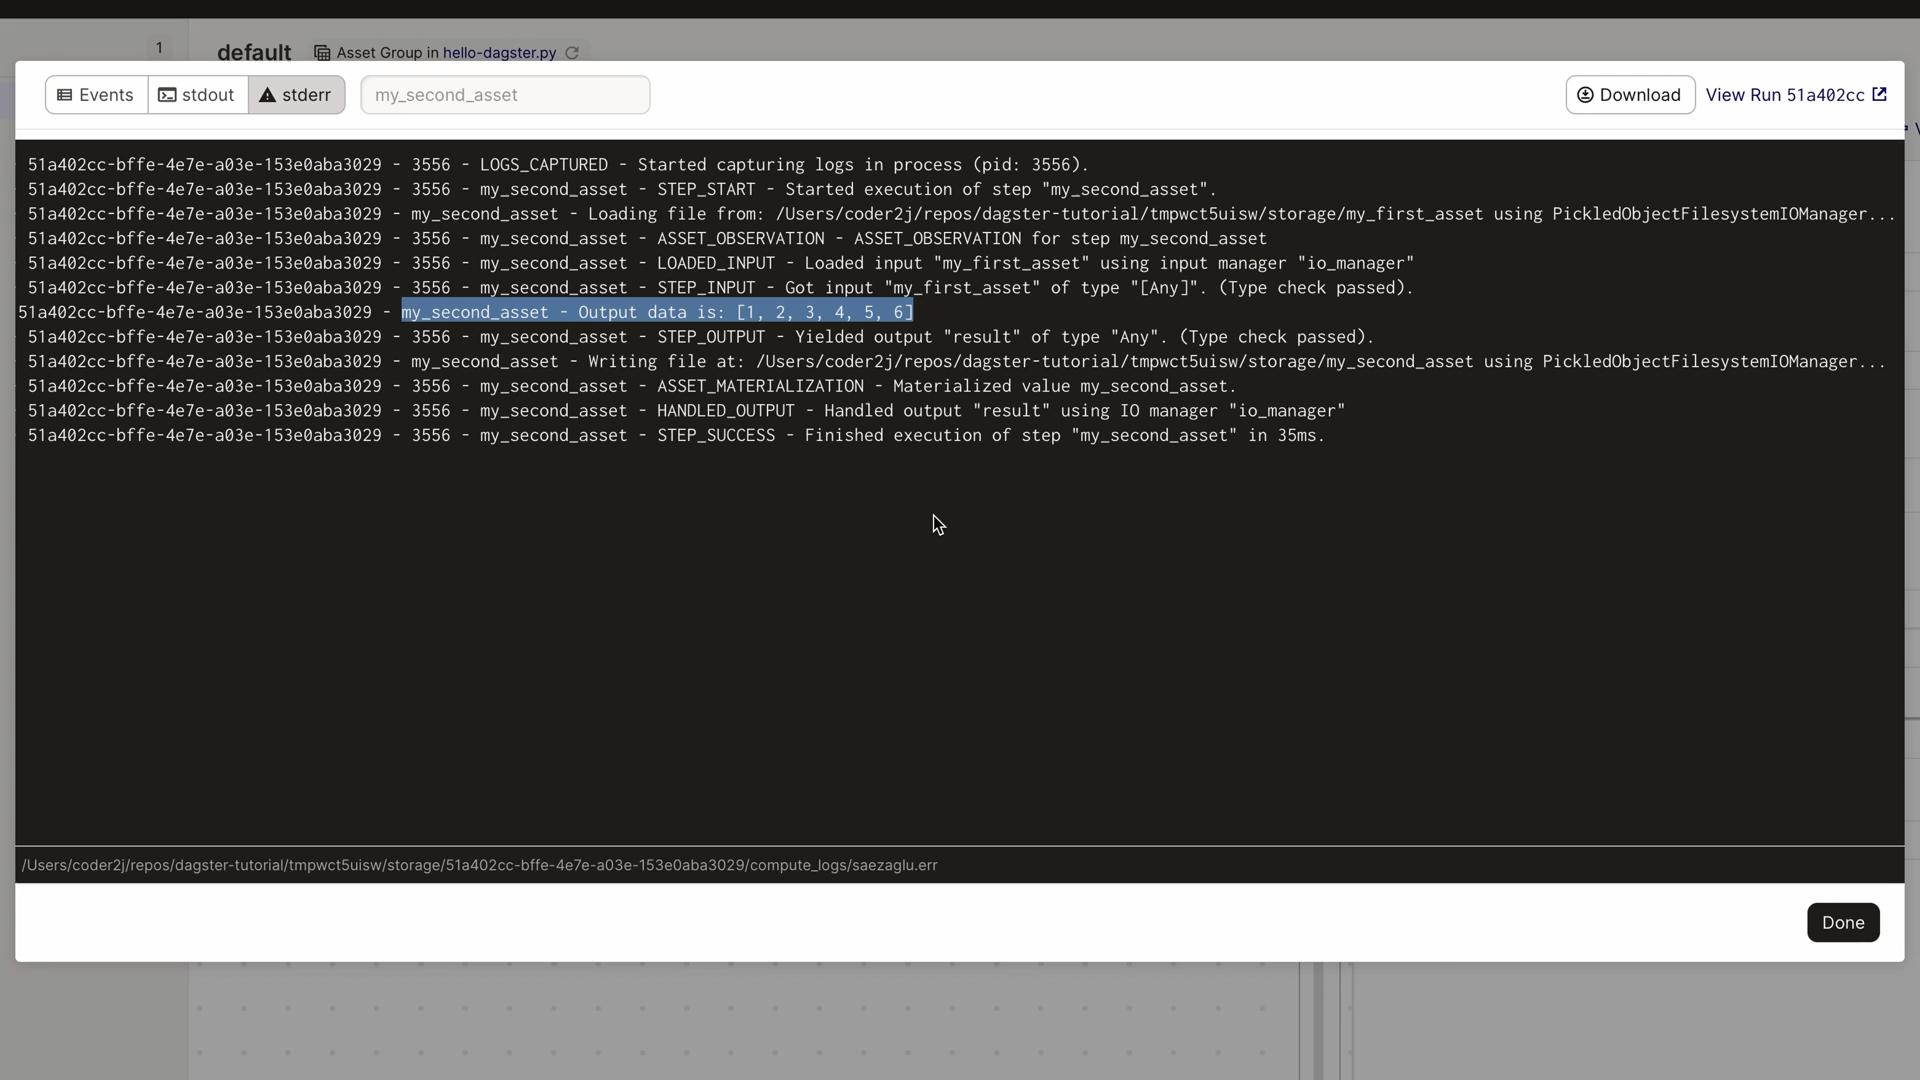 1
default Asset Group in hello-dagster.py
Events stdout stderr my_second_asset Download View Run 51a402cc
51a402cc-bffe-4e7e-a03e-153e0aba3029 - 3556 - LOGS_CAPTURED - Started capturing logs in process (pid: 3556).
51a402cc-bffe-4e7e-a03e-153e0aba3029 - 3556 - my_second_asset - STEP_START - Started execution of step "my_second_asset".
51a402cc-bffe-4e7e-a03e-153e0aba3029 - my_second_asset - Loading file from: /Users/coder2j/repos/dagster-tutorial/tmpwct5uisw/storage/my_first_asset using PickledObjectFilesystemIOManager...
51a402cc-bffe-4e7e-a03e-153e0aba3029 - 3556 - my_second_asset - ASSET_OBSERVATION - ASSET_OBSERVATION for step my_second_asset
51a402cc-bffe-4e7e-a03e-153e0aba3029 - 3556 - my_second_asset - LOADED_INPUT - Loaded input "my_first_asset" using input manager "io_manager"
51a402cc-bffe-4e7e-a03e-153e0aba3029 - 3556 - my_second_asset - STEP_INPUT - Got input "my_first_asset" of type "[Any]". (Type check passed).
51a402cc-bffe-4e7e-a03e-153e0aba3029 - my_second_asset - Output data is: [1, 2, 3, 4, 5, 6]
51a402cc-bffe-4e7e-a03e-153e0aba3029 - 3556 - my_second_asset - STEP_OUTPUT - Yielded output "result" of type "Any". (Type check passed).
51a402cc-bffe-4e7e-a03e-153e0aba3029 - my_second_asset - Writing file at: /Users/coder2j/repos/dagster-tutorial/tmpwct5uisw/storage/my_second_asset using PickledObjectFilesystemIOManager...
51a402cc-bffe-4e7e-a03e-153e0aba3029 - 3556 - my_second_asset - ASSET_MATERIALIZATION - Materialized value my_second_asset.
51a402cc-bffe-4e7e-a03e-153e0aba3029 - 3556 - my_second_asset - HANDLED_OUTPUT - Handled output "result" using IO manager "io_manager"
51a402cc-bffe-4e7e-a03e-153e0aba3029 - 3556 - my_second_asset - STEP_SUCCESS - Finished execution of step "my_second_asset" in 35ms.
/Users/coder2j/repos/dagster-tutorial/tmpwct5uisw/storage/51a402cc-bffe-4e7e-a03e-153e0aba3029/compute_logs/saezaglu.err
Done